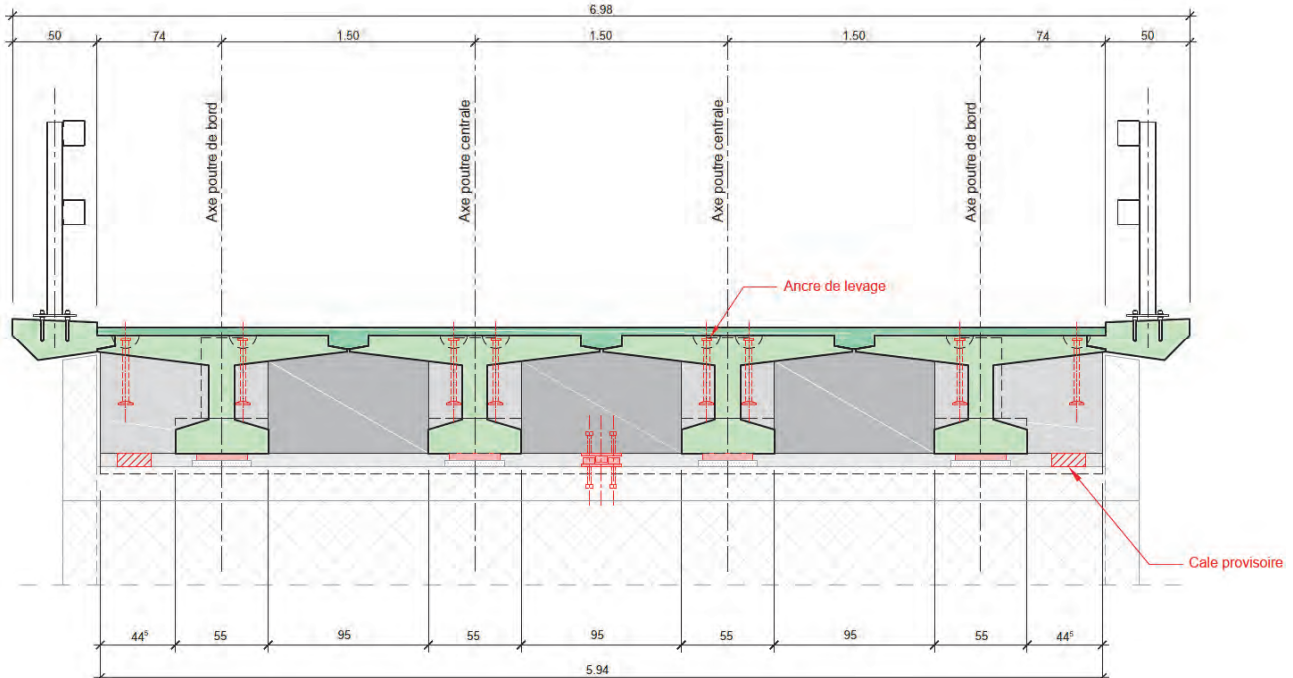 6.98
50 74 1.50 1.50 1.50 74 50
Axe poutre de bord
Axe poutre centrale
Axe poutre centrale
Axe poutre de bord
Ancre de levage
Cale provisoire
44⁵ 55 95 55 95 55 95 55 44⁵
5.94